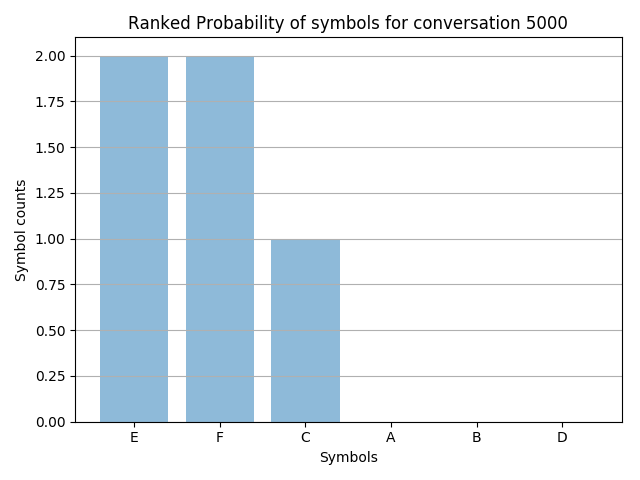 Ranked Probability of symbols for conversation 5000
Symbol counts
2.00
1.75
1.50
1.25
1.00
0.75
0.50
0.25
0.00
E F C A B D
Symbols